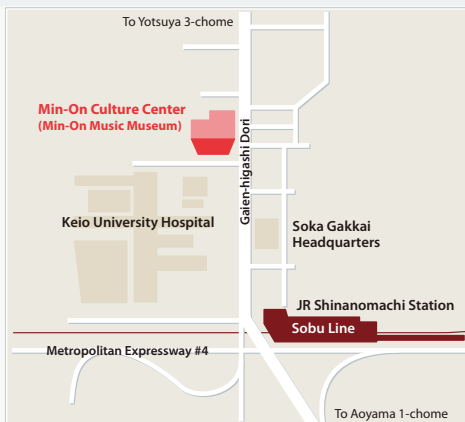 To Yotsuya 3-chome
Min-On Culture Center
(Min-On Music Museum)
Gaien-higashi Dori
Keio University Hospital
Soka Gakkai
Headquarters
JR Shinanomachi Station
Sobu Line
Metropolitan Expressway #4
To Aoyama 1-chome